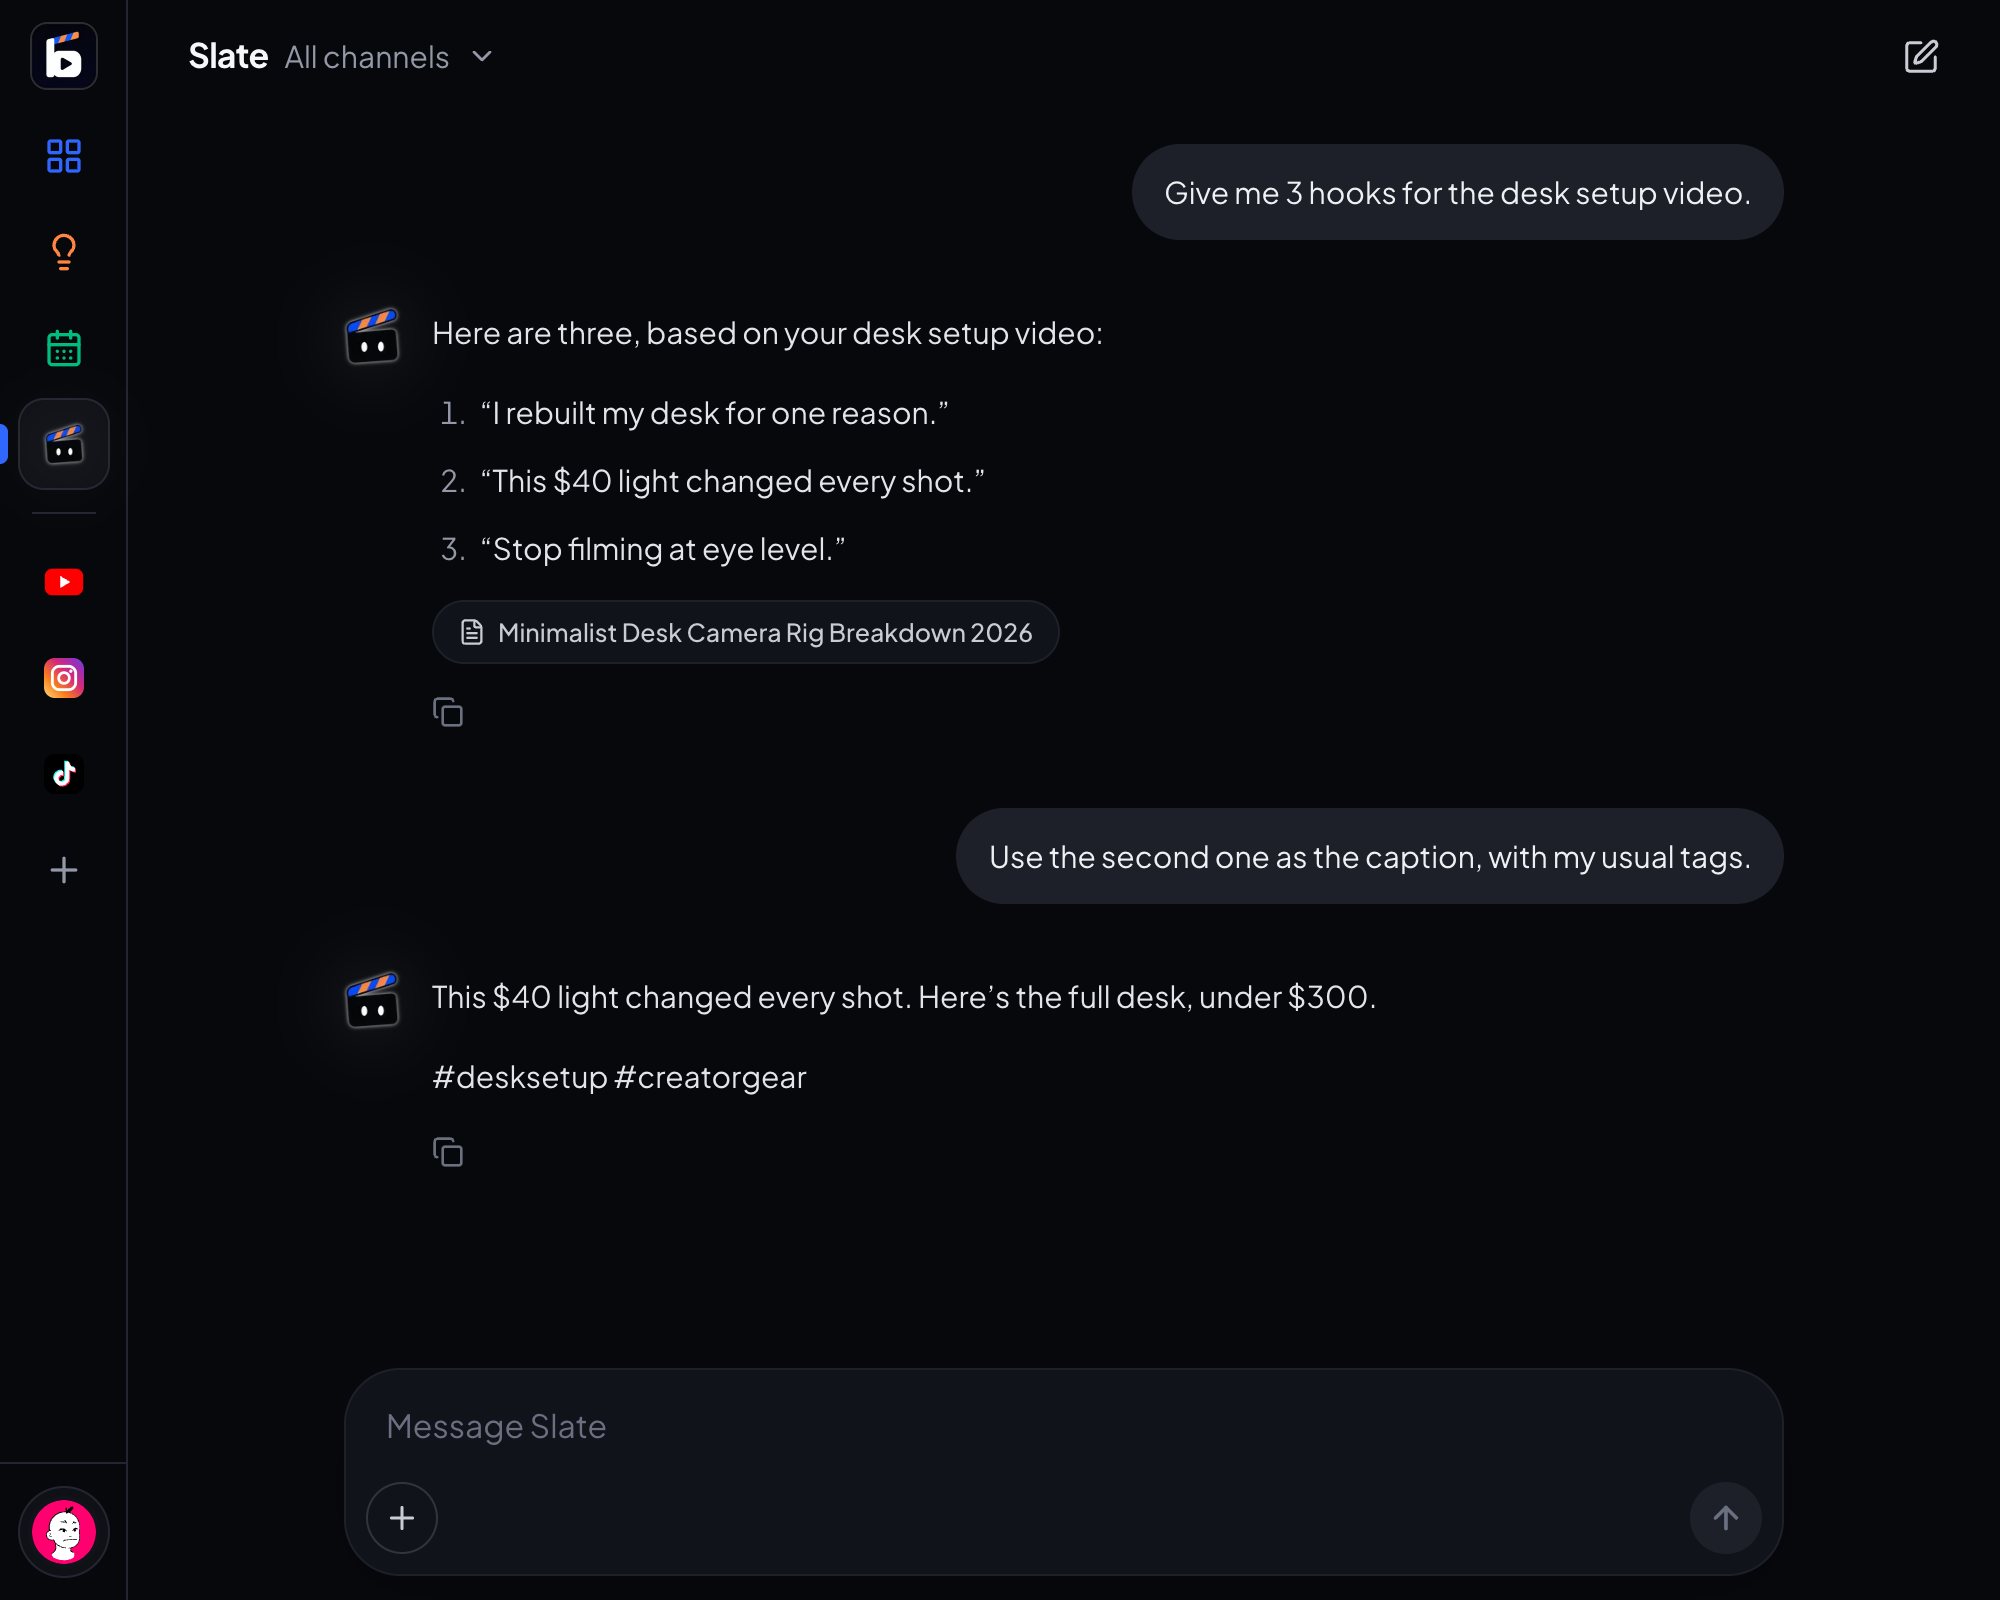 Slate All channels
Give me 3 hooks for the desk setup video.
Here are three, based on your desk setup video:
1. “I rebuilt my desk for one reason.”
2. “This $40 light changed every shot.”
3. “Stop filming at eye level.”
Minimalist Desk Camera Rig Breakdown 2026
Use the second one as the caption, with my usual tags.
This $40 light changed every shot. Here’s the full desk, under $300.
#desksetup #creatorgear
Message Slate